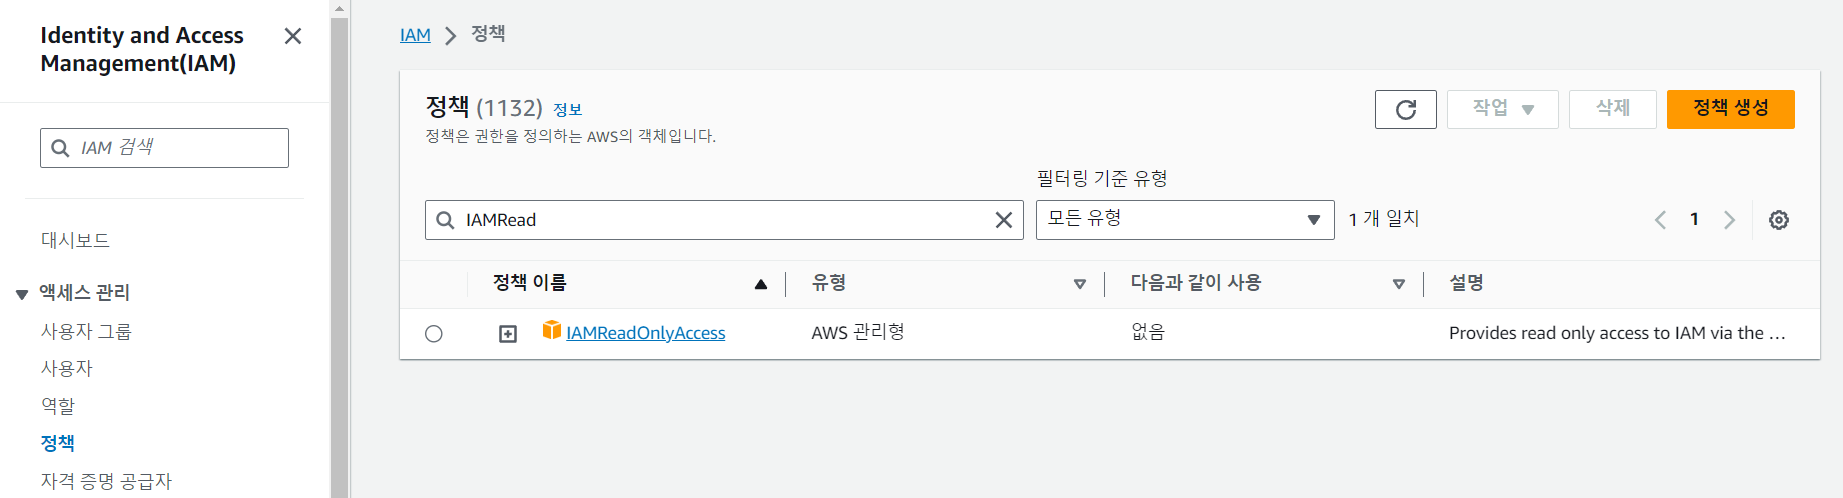 Identity and Access
Management(IAM)
IAM 검색
대시보드
액세스 관리
사용자 그룹
사용자
역할
정책
자격 증명 공급자
IAM > 정책
정책 (1132) 정보
정책은 권한을 정의하는 AWS의 객체입니다.
작업 삭제 정책 생성
필터링 기준 유형
IAMRead 모든 유형 1 개 일치 1
정책 이름 유형 다음과 같이 사용 설명
IAMReadOnlyAccess AWS 관리형 없음 Provides read only access to IAM via the ...